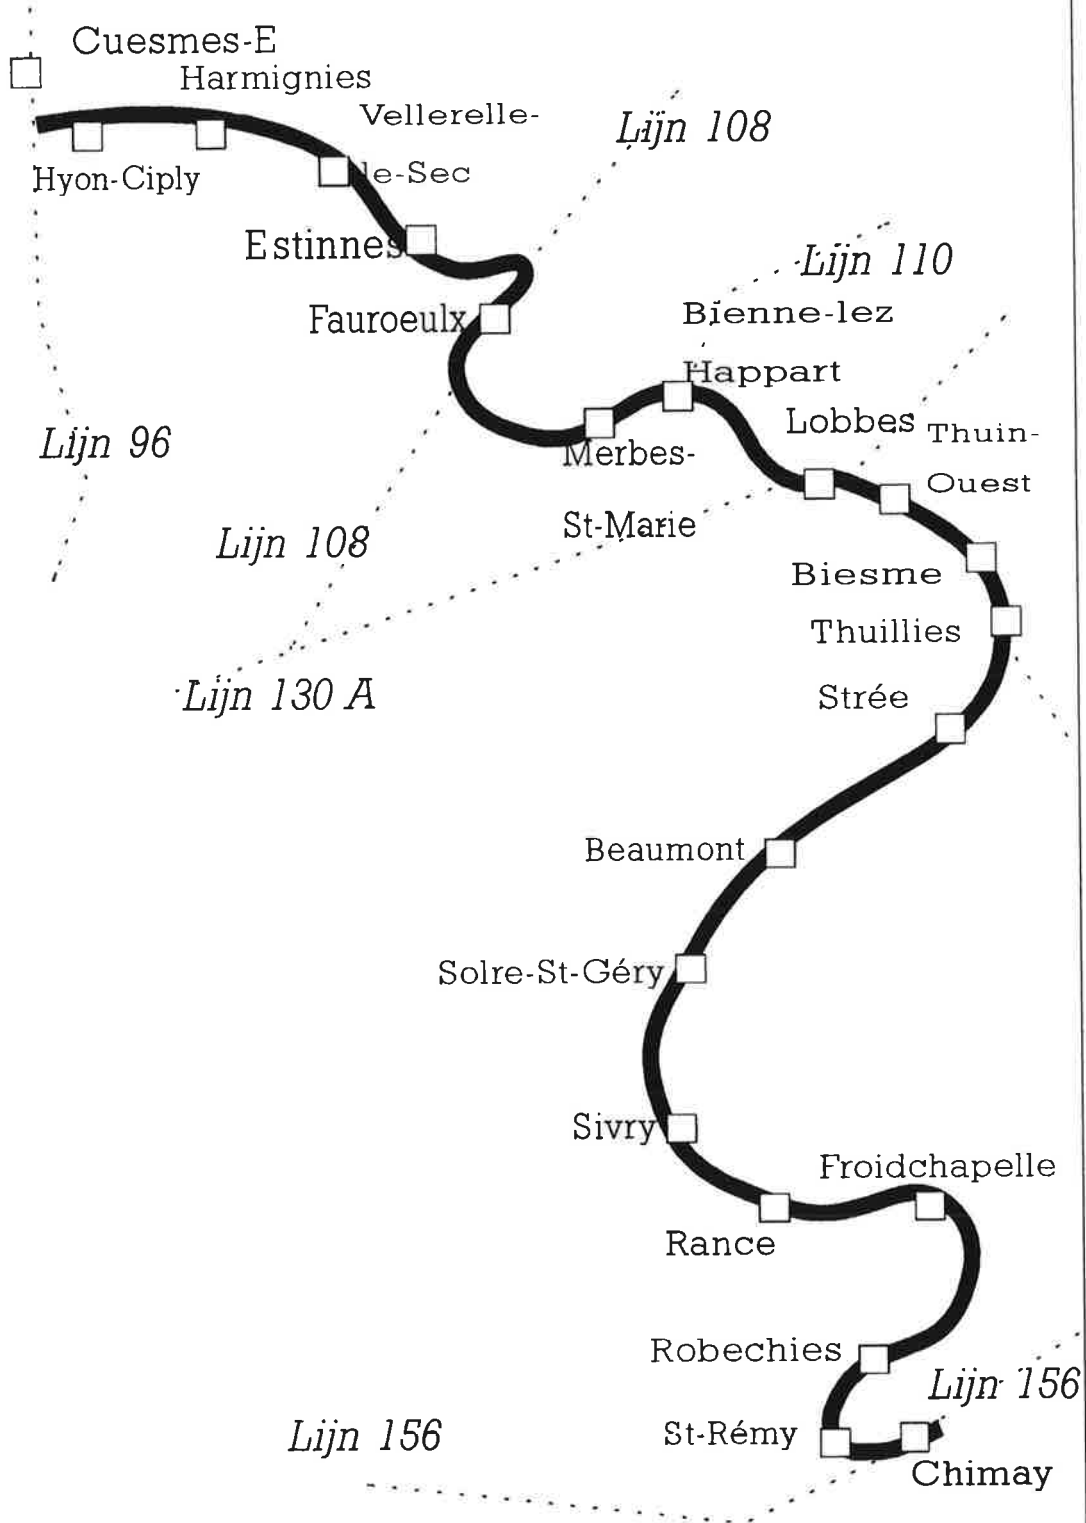 Cuesmes-E
Harmignies
Vellerelle-
le-Sec
Lijn 108
Hyon-Ciply
Estinnes
Lijn 110
Fauroeulx
Bienne-lez
Happart
Lobbes
Thuin-
Ouest
Lijn 96
Merbes-
St-Marie
Lijn 108
Biesme
Thuillies
Lijn 130 A
Strée
Beaumont
Solre-St-Géry
Sivry
Froidchapelle
Rance
Robechies
Lijn 156
Lijn 156
St-Rémy
Chimay